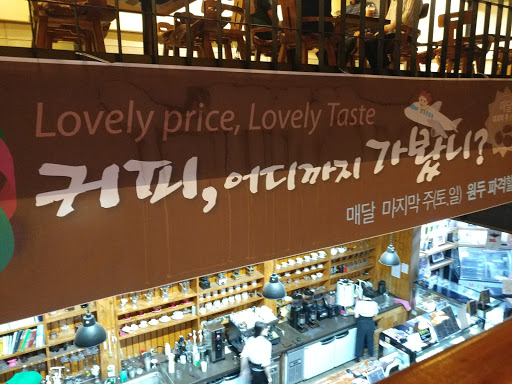 Lovely price, Lovely Taste
커피, 어디까지 가봤니?
매달 마지막 주(토,일) 원두 파격할